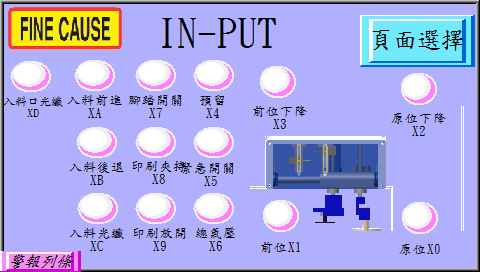 FINE CAUSE
IN-PUT
頁面選擇
入料口光纖
XD
入料前進
XA
腳踏開關
X7
預留
X4
前位下降
X3
原位下降
X2
入料後退
XB
印刷夾持
X8
緊急開關
X5
入料光纖
XC
印刷放開
X9
總氣壓
X6
前位X1
原位X0
警報列條